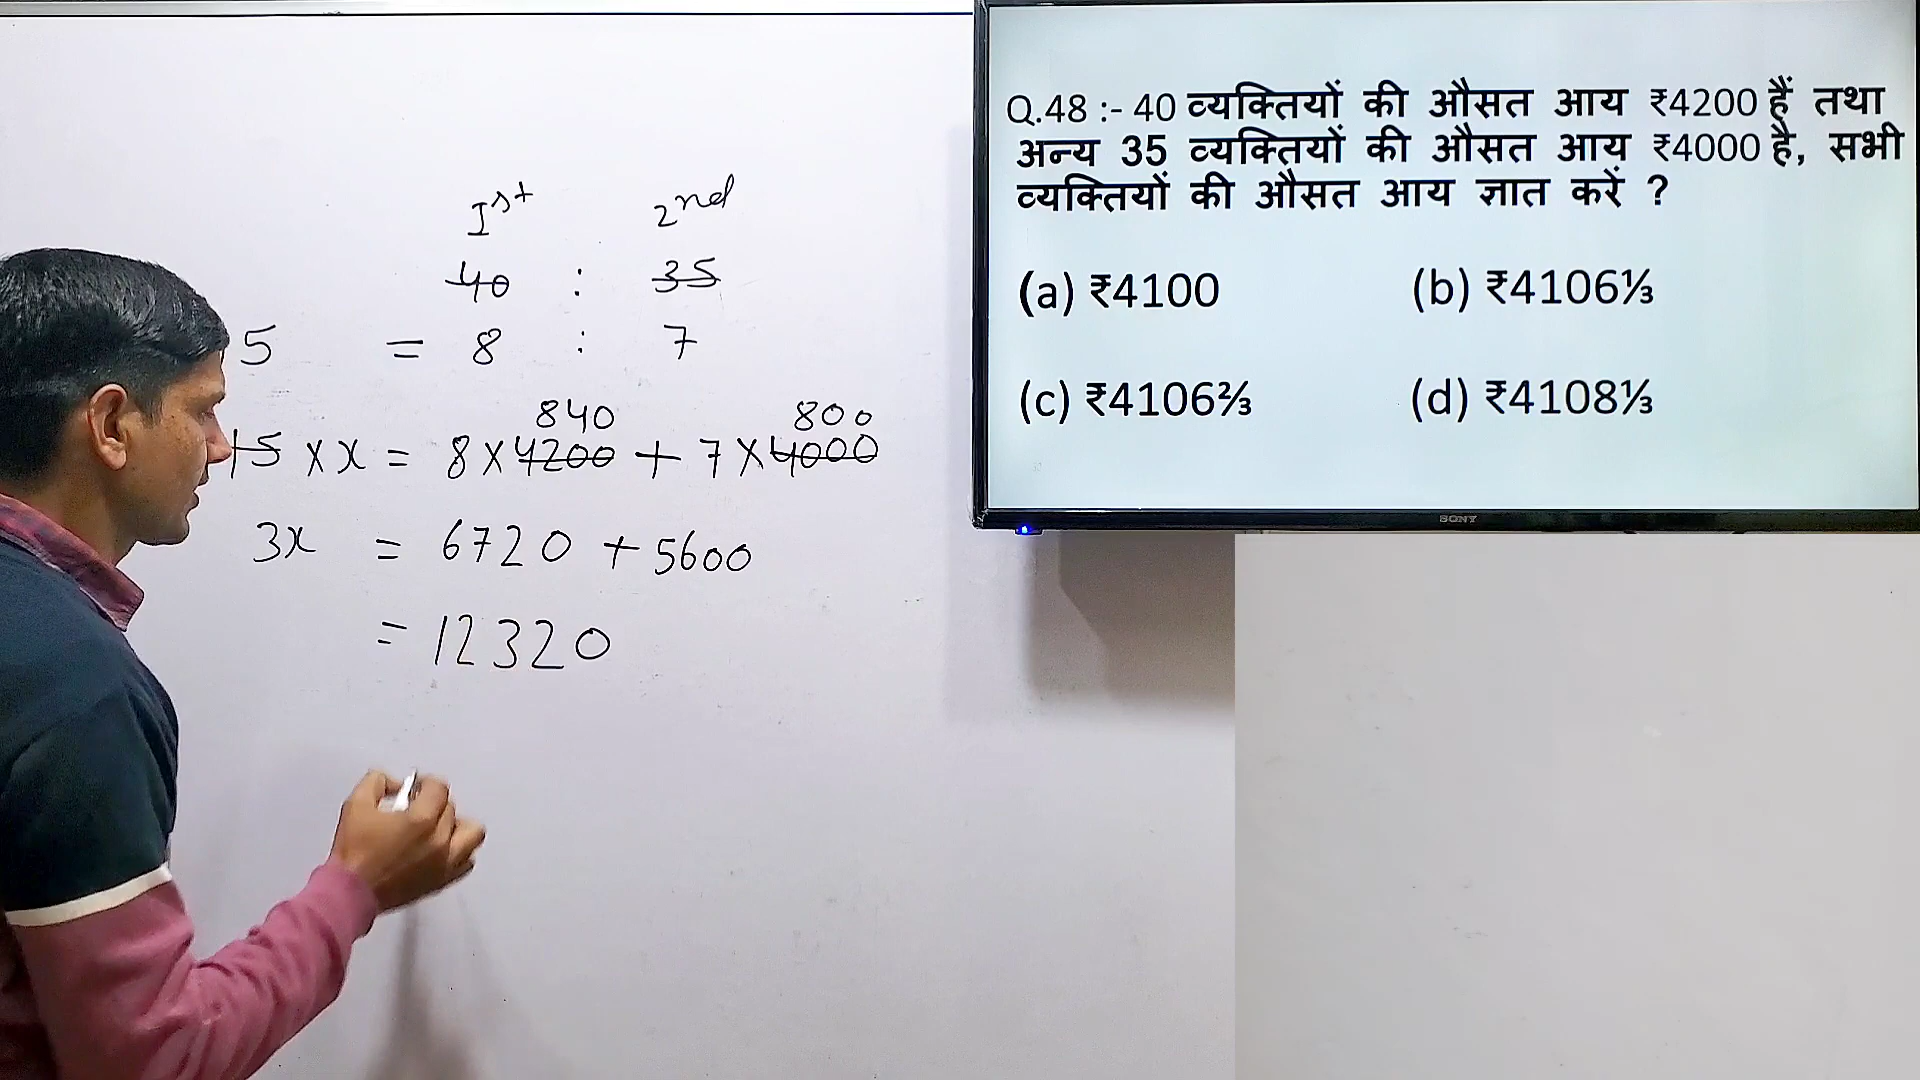 Ist 2nd
40 : 35
5 = 8 : 7
840 800
15 × x = 8 × 4200 + 7 × 4000
3x = 6720 + 5600
= 12320
Q.48 :- 40 व्यक्तियों की औसत आय ₹4200 हैं तथा
अन्य 35 व्यक्तियों की औसत आय ₹4000 है, सभी
व्यक्तियों की औसत आय ज्ञात करें ?
(a) ₹4100 (b) ₹4106⅓
(c) ₹4106⅔ (d) ₹4108⅓
SONY